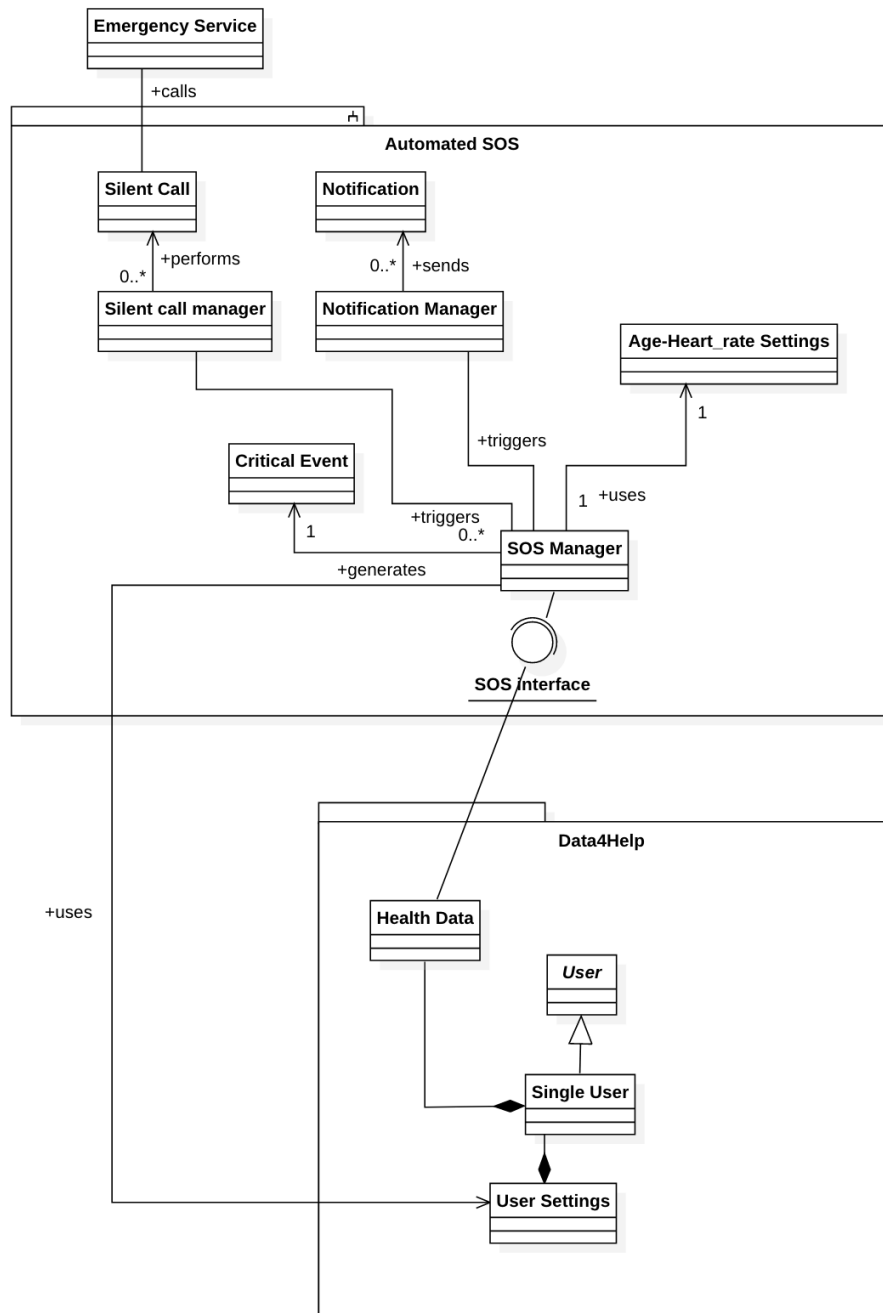 Emergency Service
+calls
Automated SOS
Silent Call
Notification
+performs
0..*
0..*
+sends
Silent call manager
Notification Manager
Age-Heart_rate Settings
1
+triggers
Critical Event
1
+uses
+triggers
1
0..*
SOS Manager
+generates
SOS interface
Data4Help
+uses
Health Data
User
Single User
User Settings